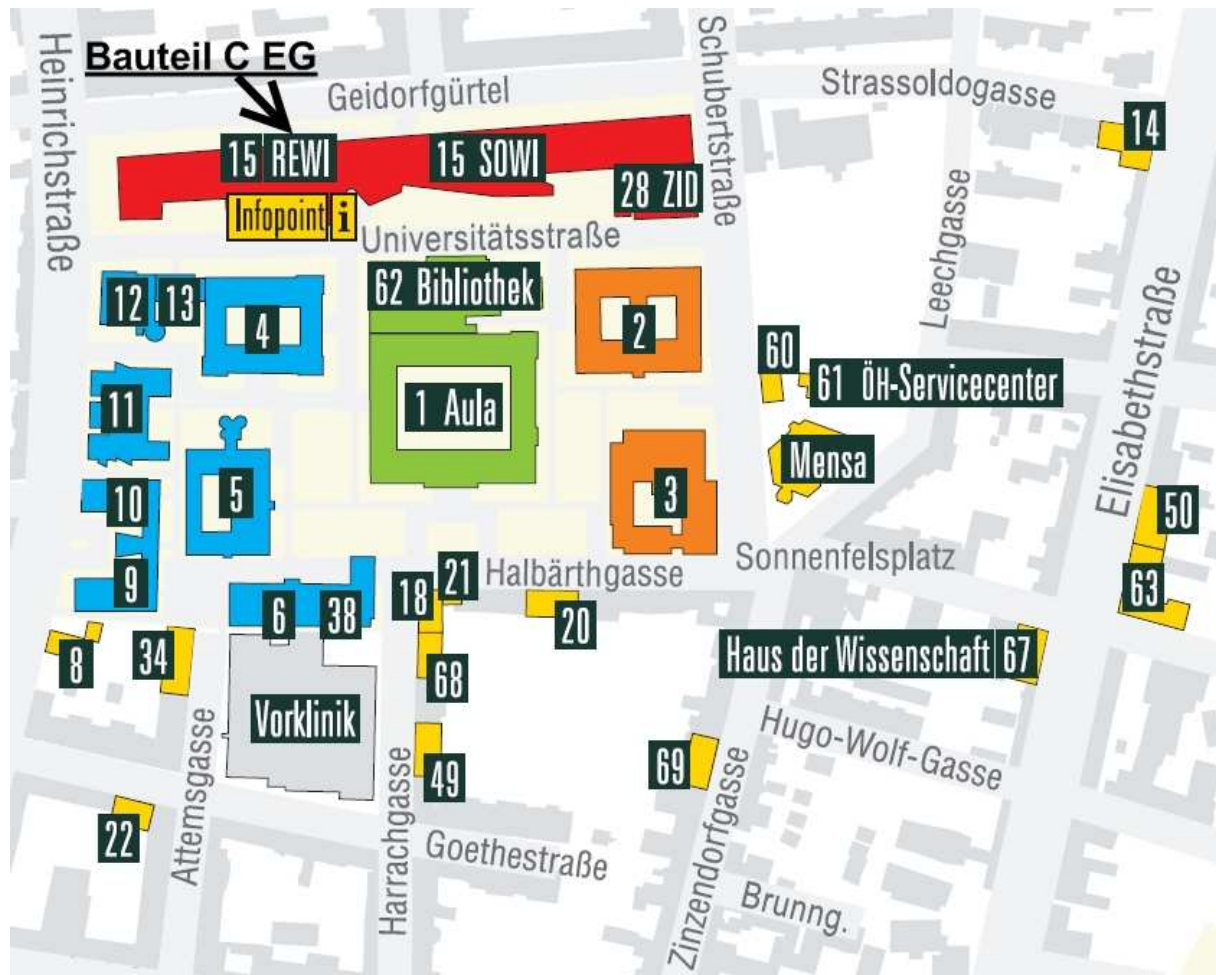 Bauteil C EG
Heinrichstraße
Geidorfgürtel
Schubertstraße
Strassoldogasse
14
15 REWI
15 SOWI
28 ZID
Infopoint i
Universitätsstraße
Leechgasse
Elisabethstraße
12
13
4
62 Bibliothek
2
60
61 ÖH-Servicecenter
11
1 Aula
Mensa
10
5
3
50
9
6
38
18
21
Halbärthgasse
20
Sonnenfelsplatz
63
8
34
68
Haus der Wissenschaft 67
Vorklinik
49
69
Hugo-Wolf-Gasse
22
Attemsgasse
Harrachgasse
Goethestraße
Zinzendorfgasse
Brunng.